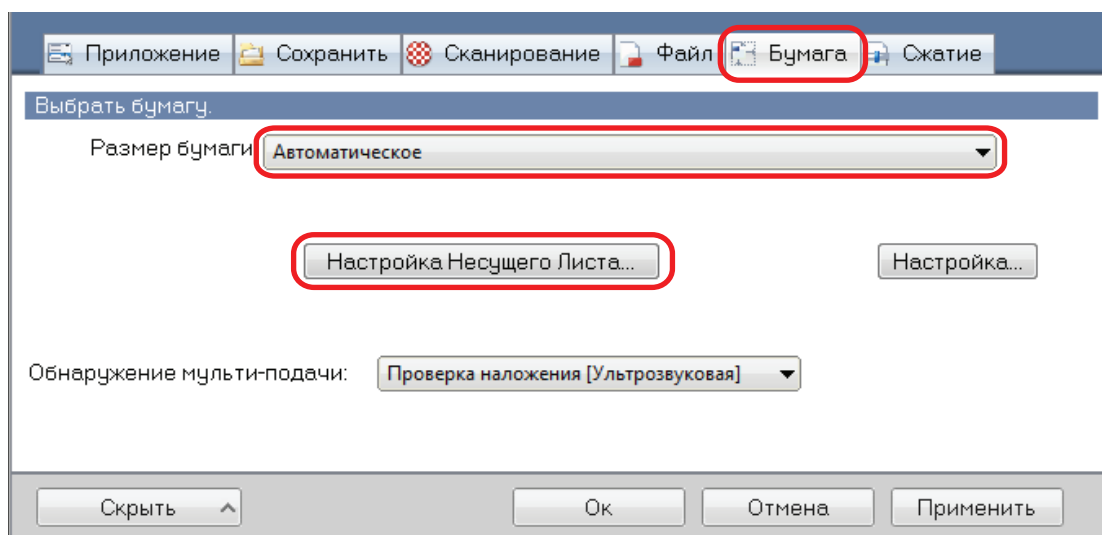 Приложение Сохранить Сканирование Файл Бумага Сжатие
Выбрать бумагу.
Размер бумаги Автоматическое
Настройка Несущего Листа... Настройка...
Обнаружение мульти-подачи: Проверка наложения [Ультрозвуковая]
Скрыть Ок Отмена Применить